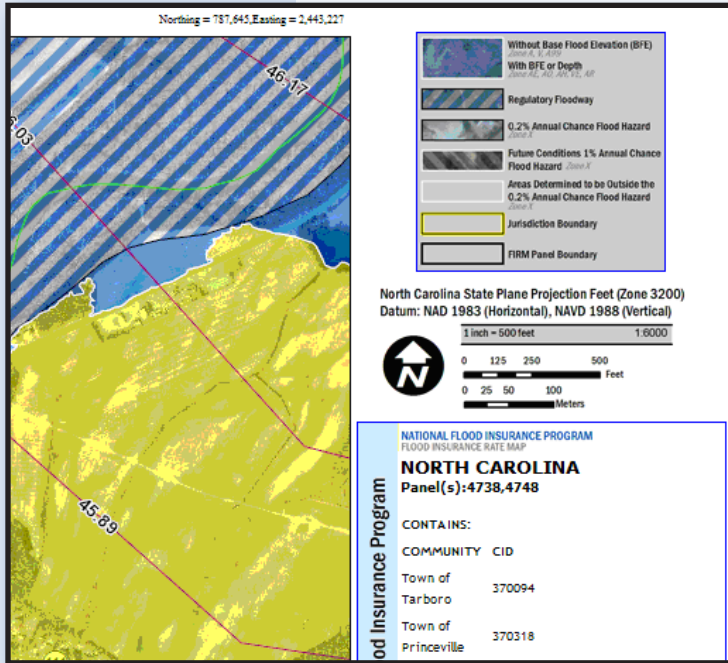 Northing = 787,645,Easting = 2,443,227
46.17
6.03
45.89
Without Base Flood Elevation (BFE)
Zone A, V, A99
With BFE or Depth
Zone AE, AO, AH, VE, AR
Regulatory Floodway
0.2% Annual Chance Flood Hazard
Zone X
Future Conditions 1% Annual Chance
Flood Hazard Zone X
Areas Determined to be Outside the
0.2% Annual Chance Flood Hazard
Zone X
Jurisdiction Boundary
FIRM Panel Boundary
North Carolina State Plane Projection Feet (Zone 3200)
Datum: NAD 1983 (Horizontal), NAVD 1988 (Vertical)
1 inch = 500 feet 1:6000
N
0 125 250 500
Feet
0 25 50 100
Meters
od Insurance Program
NATIONAL FLOOD INSURANCE PROGRAM
FLOOD INSURANCE RATE MAP
NORTH CAROLINA
Panel(s):4738,4748
CONTAINS:
COMMUNITY CID
Town of
Tarboro 370094
Town of
Princeville 370318